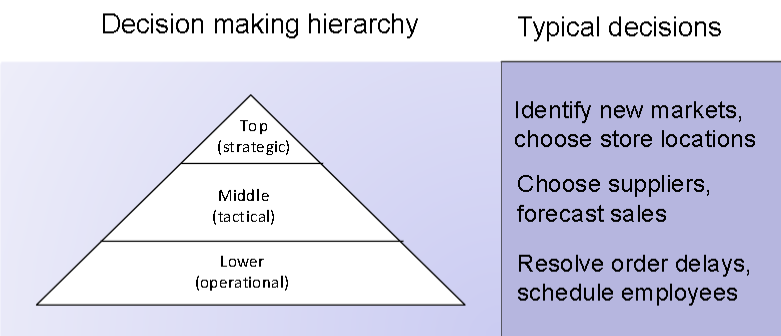 Decision making hierarchy
Typical decisions
Top
(strategic)
Identify new markets,
choose store locations
Middle
(tactical)
Choose suppliers,
forecast sales
Lower
(operational)
Resolve order delays,
schedule employees